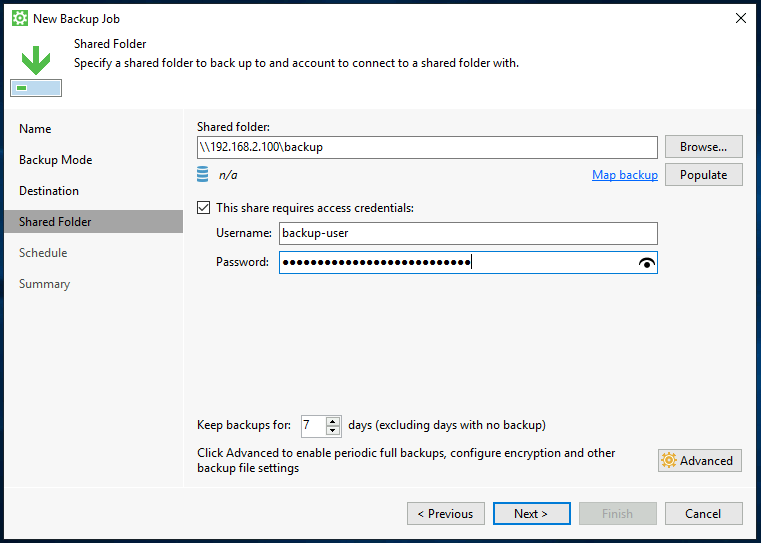 New Backup Job
Shared Folder
Specify a shared folder to back up to and account to connect to a shared folder with.
Name
Backup Mode
Destination
Shared Folder
Schedule
Summary
Shared folder:
\\192.168.2.100\backup
Browse...
n/a
Map backup
Populate
This share requires access credentials:
Username:
backup-user
Password:
●●●●●●●●●●●●●●●●●●●●●●●●●●●
Keep backups for:
7
days (excluding days with no backup)
Click Advanced to enable periodic full backups, configure encryption and other
backup file settings
Advanced
< Previous
Next >
Finish
Cancel